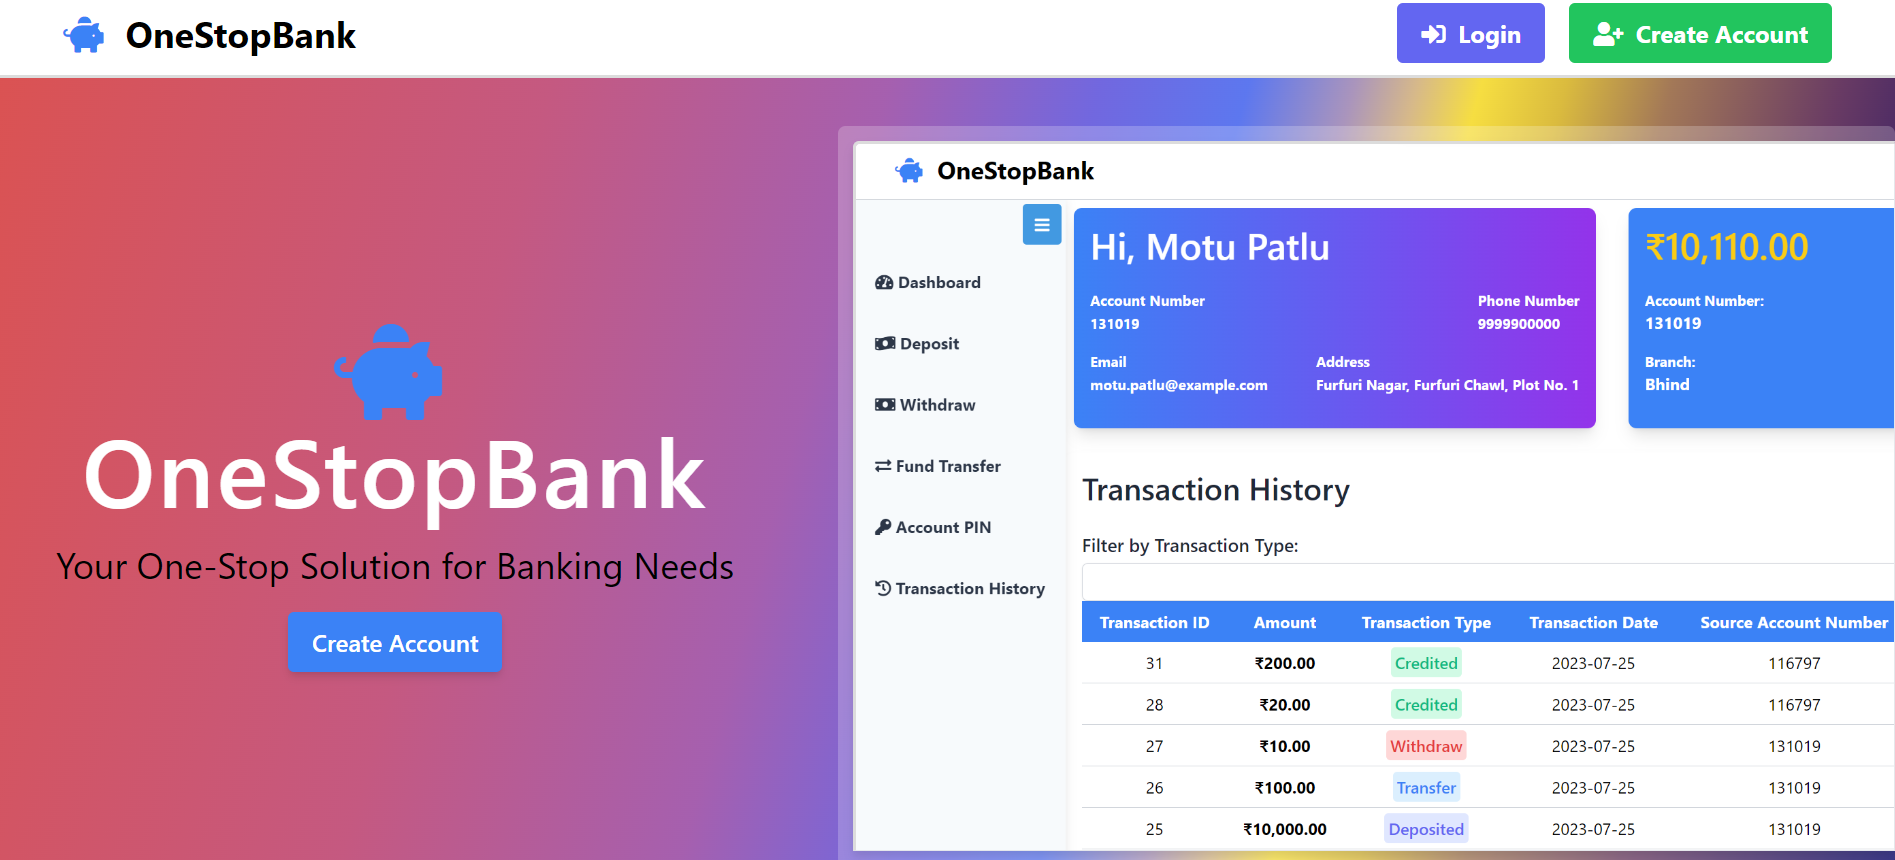 OneStopBank
Login
Create Account
OneStopBank
Your One-Stop Solution for Banking Needs
Create Account
OneStopBank
Dashboard
Deposit
Withdraw
Fund Transfer
Account PIN
Transaction History
Hi, Motu Patlu
Account Number Phone Number
131019 9999900000
Email Address
motu.patlu@example.com Furfuri Nagar, Furfuri Chawl, Plot No. 1
₹10,110.00
Account Number:
131019
Branch:
Bhind
Transaction History
Filter by Transaction Type:
Transaction ID Amount Transaction Type Transaction Date Source Account Number
31 ₹200.00 Credited 2023-07-25 116797
28 ₹20.00 Credited 2023-07-25 116797
27 ₹10.00 Withdraw 2023-07-25 131019
26 ₹100.00 Transfer 2023-07-25 131019
25 ₹10,000.00 Deposited 2023-07-25 131019